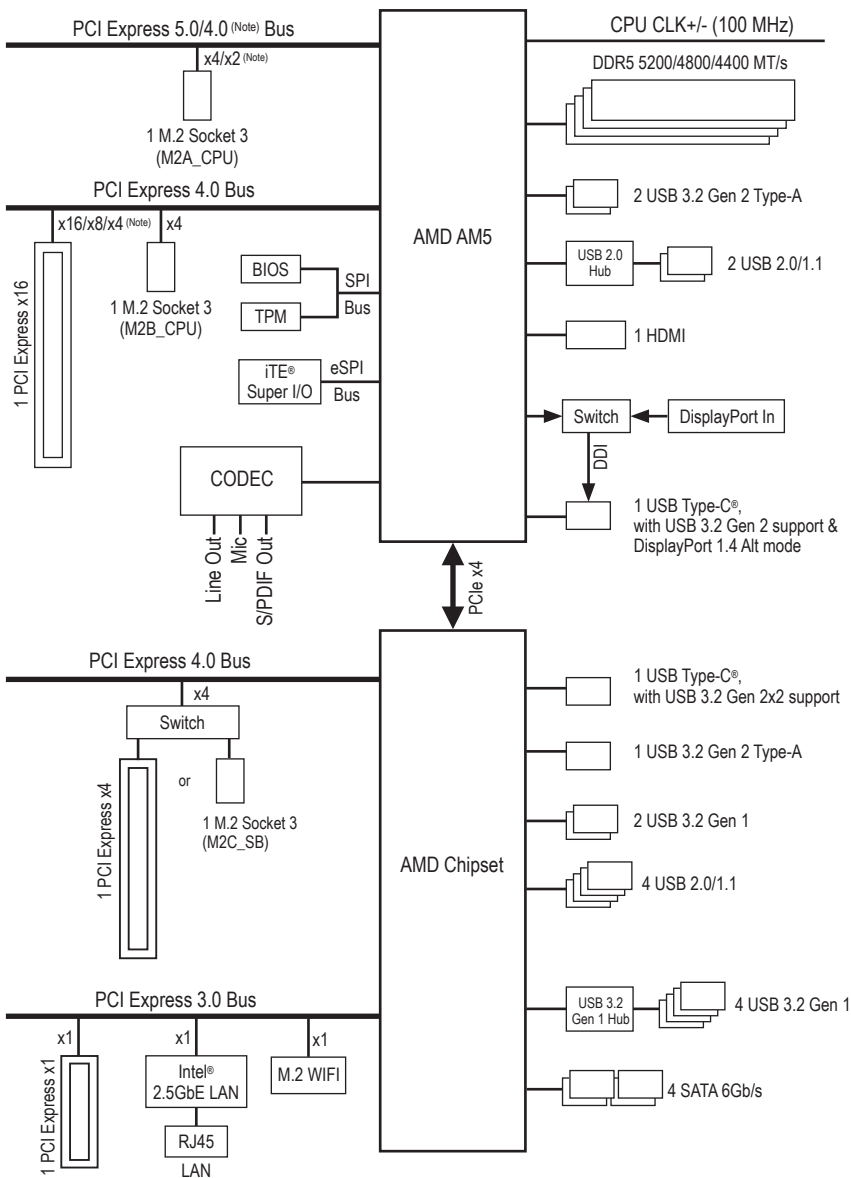 PCI Express 5.0/4.0 (Note) Bus
x4/x2 (Note)
1 M.2 Socket 3
(M2A_CPU)
PCI Express 4.0 Bus
x16/x8/x4 (Note)
x4
1 PCI Express x16
1 M.2 Socket 3
(M2B_CPU)
BIOS
TPM
SPI
Bus
iTE®
Super I/O
eSPI
Bus
CODEC
Line Out
Mic
S/PDIF Out
AMD AM5
CPU CLK+/- (100 MHz)
DDR5 5200/4800/4400 MT/s
2 USB 3.2 Gen 2 Type-A
USB 2.0
Hub
2 USB 2.0/1.1
1 HDMI
Switch
DisplayPort In
DDI
1 USB Type-C®,
with USB 3.2 Gen 2 support &
DisplayPort 1.4 Alt mode
PCIe x4
PCI Express 4.0 Bus
x4
Switch
1 PCI Express x4
or
1 M.2 Socket 3
(M2C_SB)
PCI Express 3.0 Bus
x1
x1
x1
1 PCI Express x1
Intel®
2.5GbE LAN
M.2 WIFI
RJ45
LAN
AMD Chipset
1 USB Type-C®,
with USB 3.2 Gen 2x2 support
1 USB 3.2 Gen 2 Type-A
2 USB 3.2 Gen 1
4 USB 2.0/1.1
USB 3.2
Gen 1 Hub
4 USB 3.2 Gen 1
4 SATA 6Gb/s